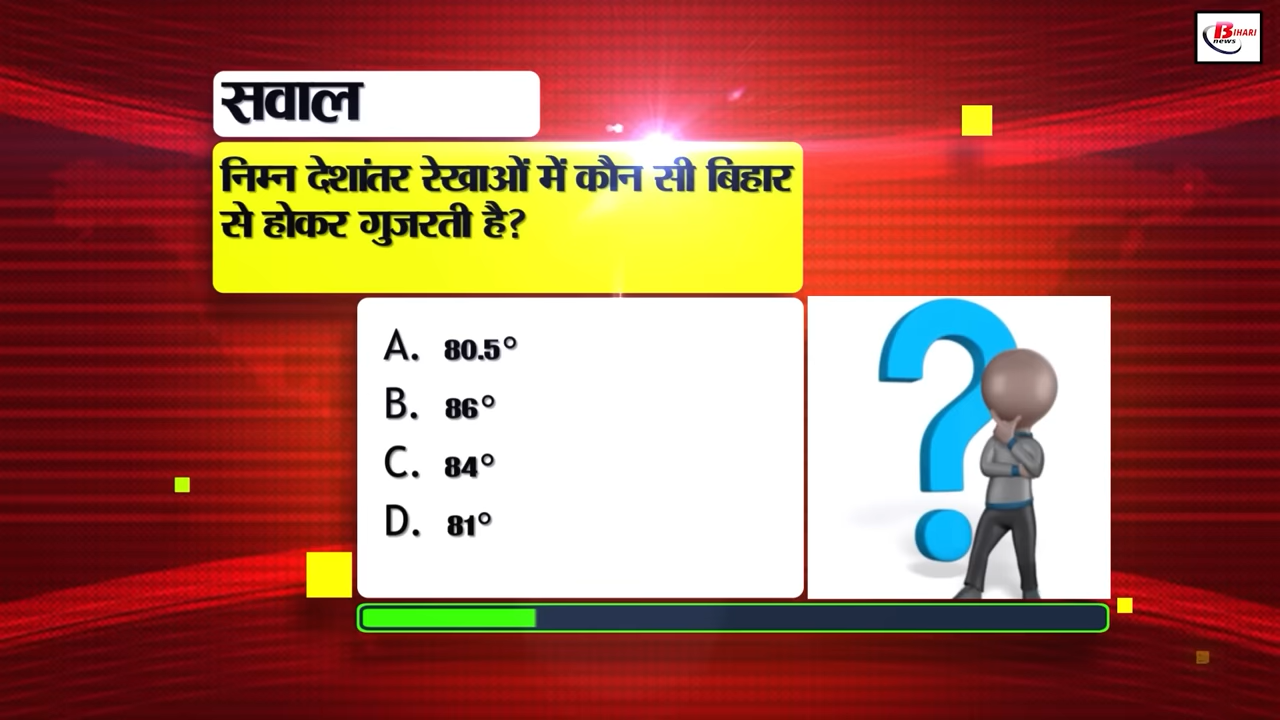 BIHARI
news
सवाल
निम्न देशांतर रेखाओं में कौन सी बिहार
से होकर गुजरती है?
A. 80.5°
B. 86°
C. 84°
D. 81°